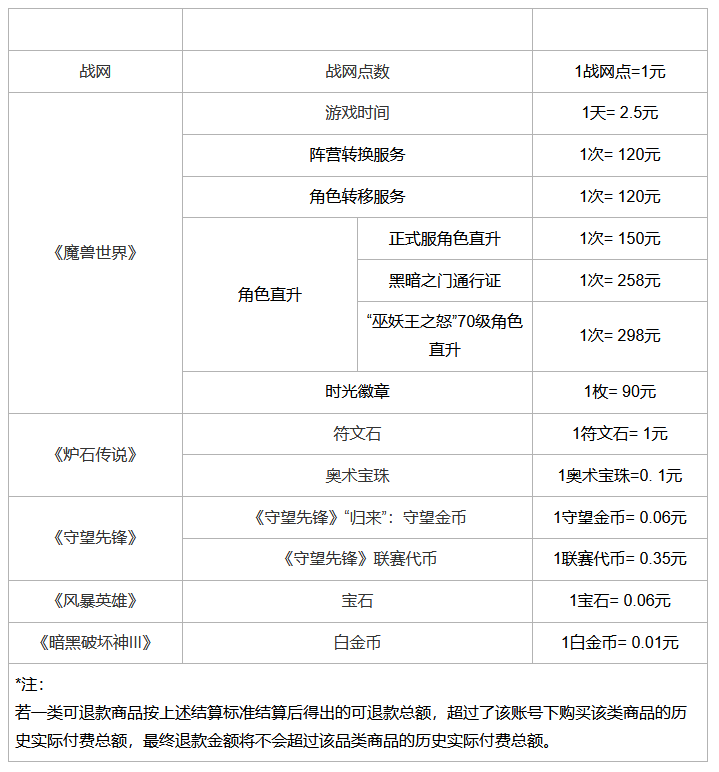 战网 战网点数 1战网点=1元
《魔兽世界》 游戏时间 1天= 2.5元
阵营转换服务 1次= 120元
角色转移服务 1次= 120元
角色直升 正式服角色直升 1次= 150元
黑暗之门通行证 1次= 258元
“巫妖王之怒”70级角色
直升 1次= 298元
时光徽章 1枚= 90元
《炉石传说》 符文石 1符文石= 1元
奥术宝珠 1奥术宝珠=0. 1元
《守望先锋》 《守望先锋》“归来”：守望金币 1守望金币= 0.06元
《守望先锋》联赛代币 1联赛代币= 0.35元
《风暴英雄》 宝石 1宝石= 0.06元
《暗黑破坏神III》 白金币 1白金币= 0.01元
*注：
若一类可退款商品按上述结算标准结算后得出的可退款总额，超过了该账号下购买该类商品的历
史实际付费总额，最终退款金额将不会超过该品类商品的历史实际付费总额。